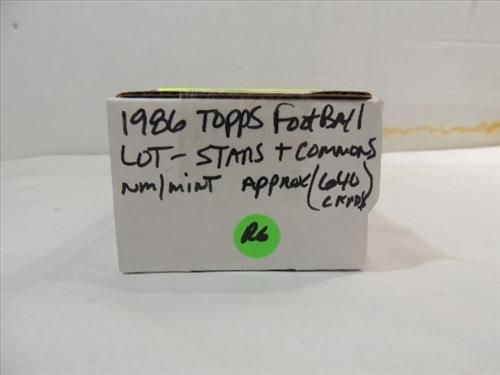 1986 TOPPS FOOTBALL
LOT - STARS + COMMONS
NM/MINT APPROX (640
CARDS)
R6